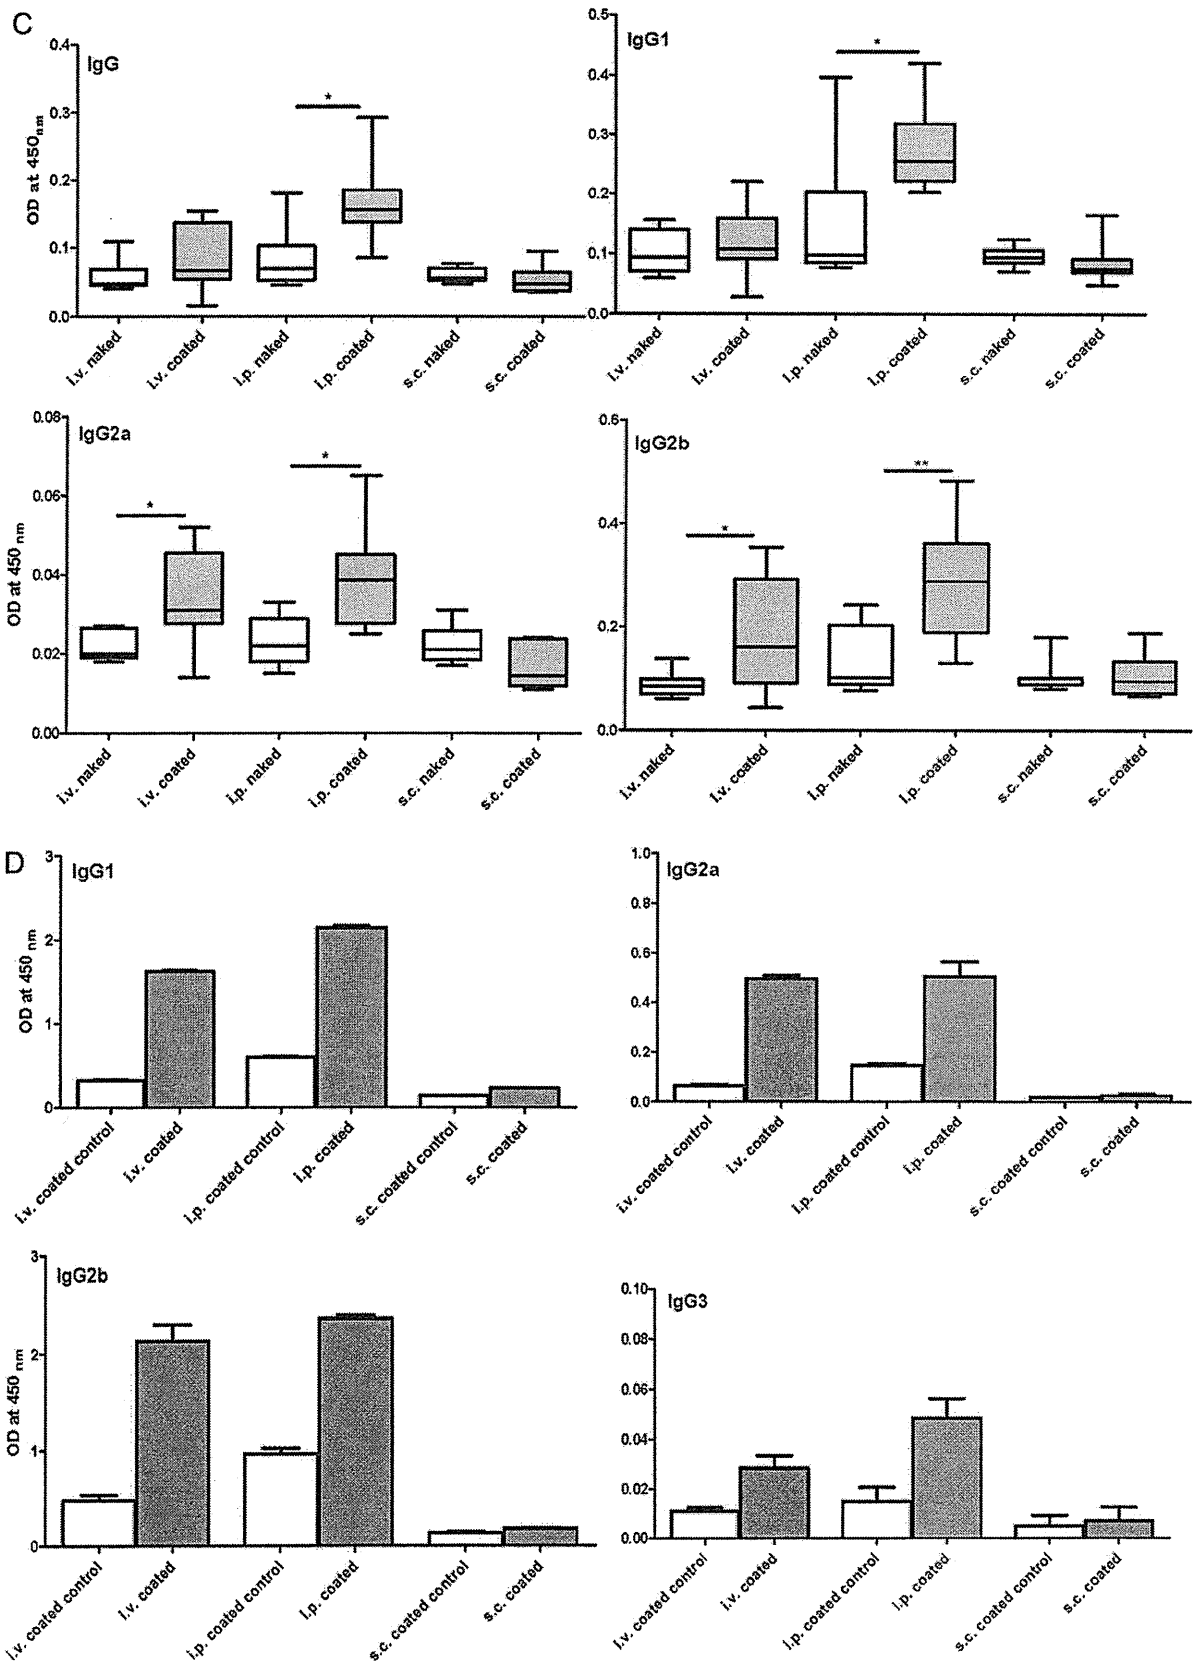 C
IgG
OD at 450nm
0.4
0.3
0.2
0.1
0.0
*
i.v. naked
i.v. coated
i.p. naked
i.p. coated
s.c. naked
s.c. coated
IgG1
0.5
0.4
0.3
0.2
0.1
0.0
*
i.v. naked
i.v. coated
i.p. naked
i.p. coated
s.c. naked
s.c. coated
IgG2a
OD at 450 nm
0.08
0.06
0.04
0.02
0.00
*
*
i.v. naked
i.v. coated
i.p. naked
i.p. coated
s.c. naked
s.c. coated
IgG2b
0.6
0.4
0.2
0.0
*
**
i.v. naked
i.v. coated
i.p. naked
i.p. coated
s.c. naked
s.c. coated
D
IgG1
OD at 450 nm
3
2
1
0
i.v. coated control
i.v. coated
i.p. coated control
i.p. coated
s.c. coated control
s.c. coated
IgG2a
1.0
0.8
0.6
0.4
0.2
0.0
i.v. coated control
i.v. coated
i.p. coated control
i.p. coated
s.c. coated control
s.c. coated
IgG2b
OD at 450 nm
3
2
1
0
i.v. coated control
i.v. coated
i.p. coated control
i.p. coated
s.c. coated control
s.c. coated
IgG3
0.10
0.08
0.06
0.04
0.02
0.00
i.v. coated control
i.v. coated
i.p. coated control
i.p. coated
s.c. coated control
s.c. coated